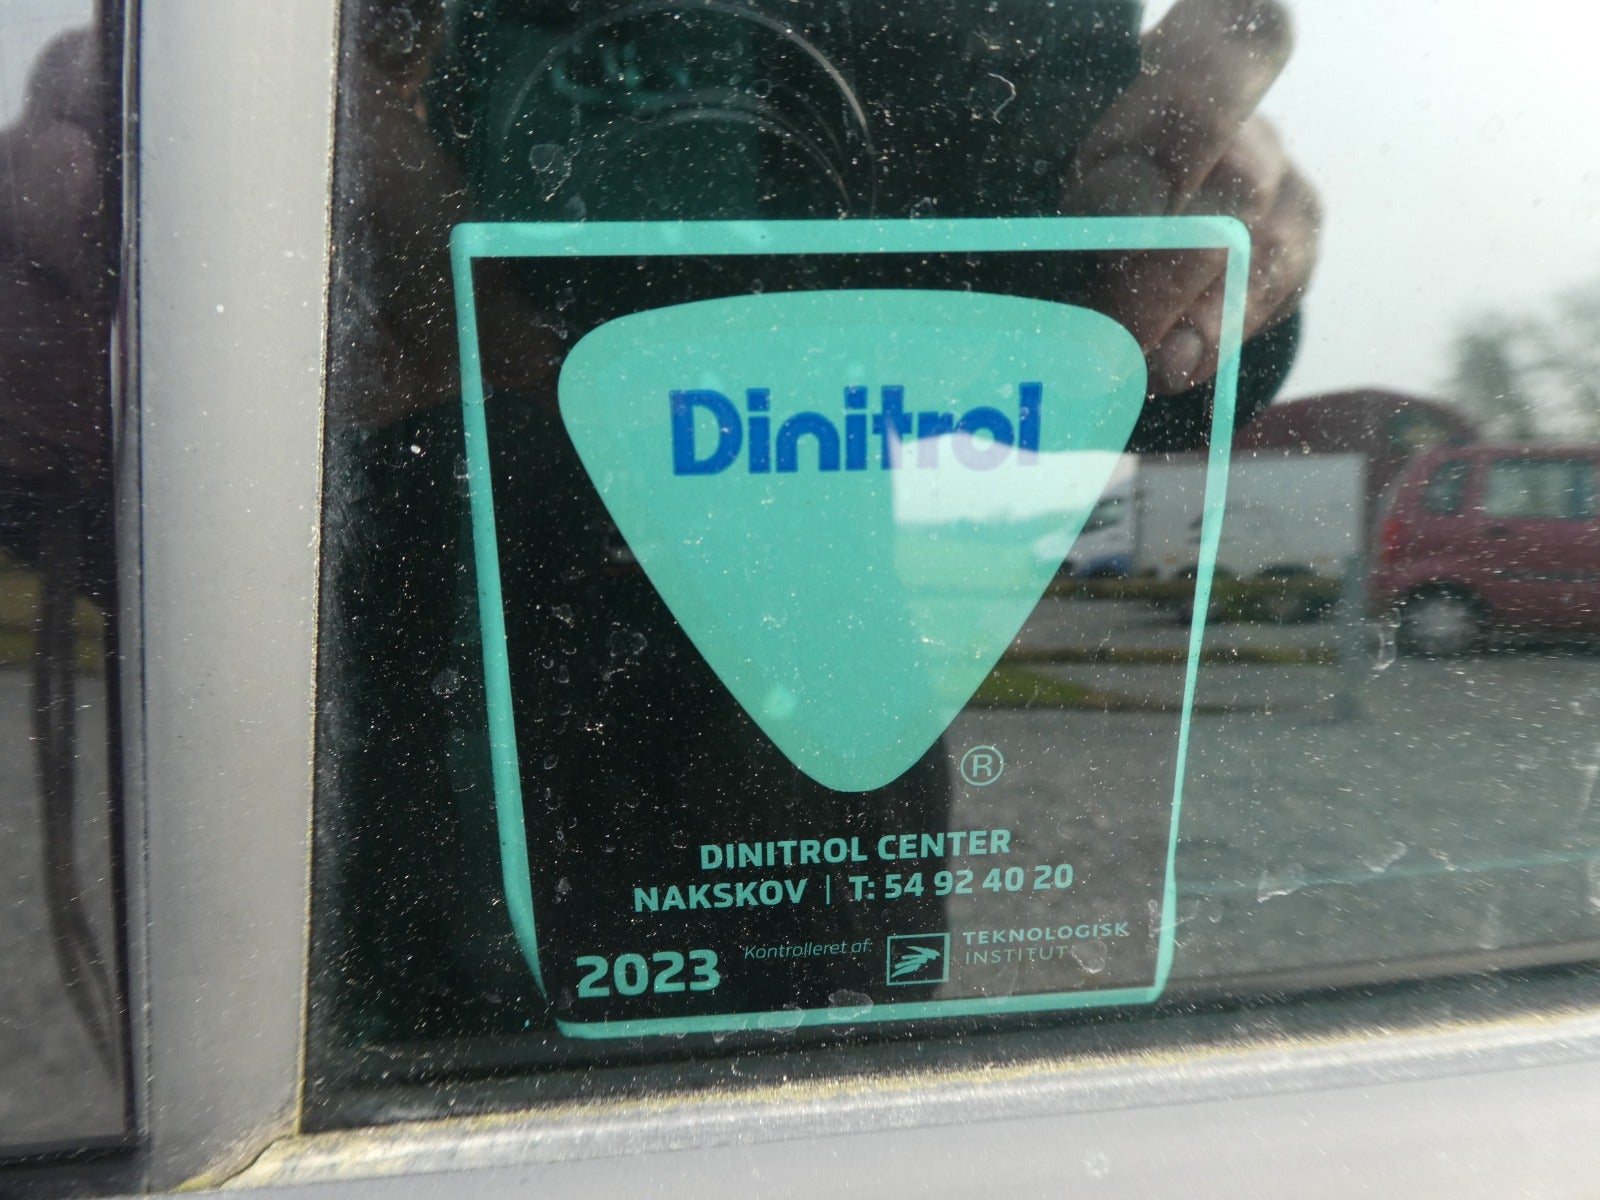 Dinitrol
®
DINITROL CENTER
NAKSKOV | T: 54 92 40 20
2023 Kontrolleret af: TEKNOLOGISK
INSTITUT